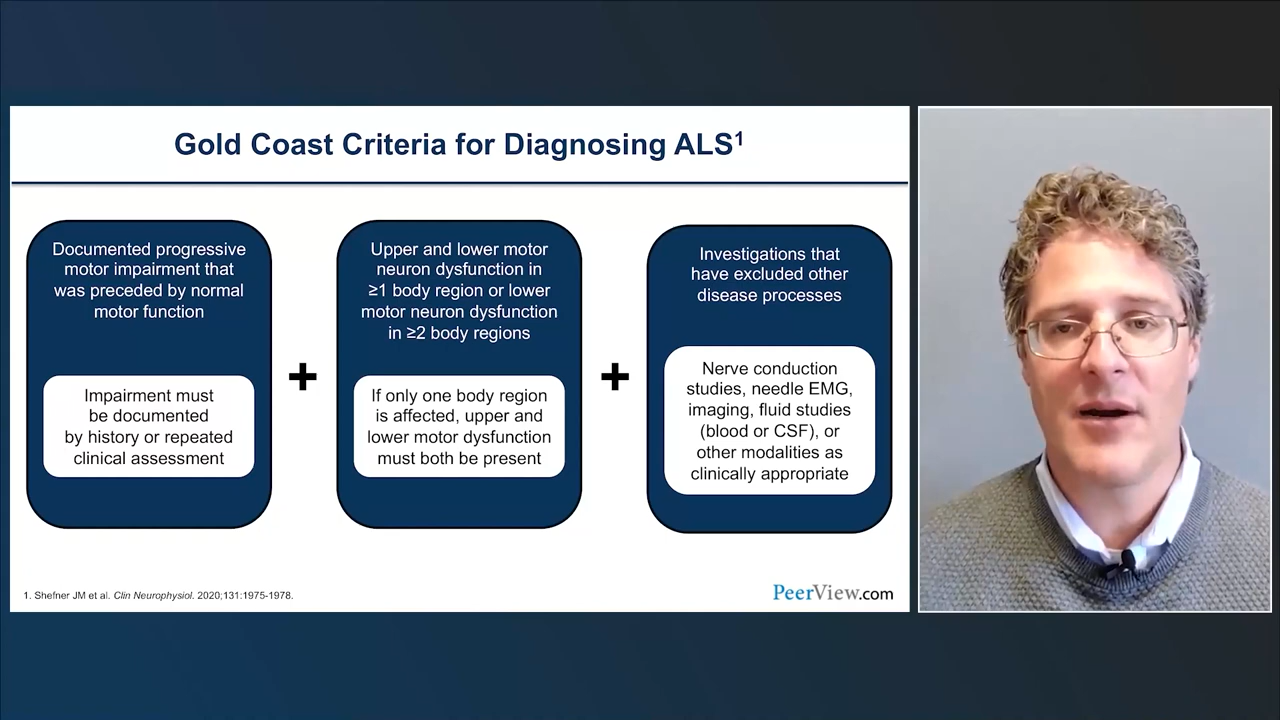 Gold Coast Criteria for Diagnosing ALS1
Documented progressive
motor impairment that
was preceded by normal
motor function
Impairment must
be documented
by history or repeated
clinical assessment
+
Upper and lower motor
neuron dysfunction in
≥1 body region or lower
motor neuron dysfunction
in ≥2 body regions
If only one body region
is affected, upper and
lower motor dysfunction
must both be present
+
Investigations that
have excluded other
disease processes
Nerve conduction
studies, needle EMG,
imaging, fluid studies
(blood or CSF), or
other modalities as
clinically appropriate
1. Shefner JM et al. Clin Neurophysiol. 2020;131:1975-1978.
PeerView.com